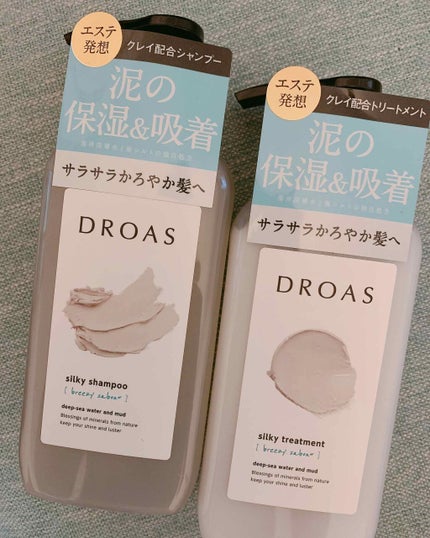 エステ
発想
クレイ配合シャンプー
泥の
保湿&吸着
サラサラかろやか髪へ
DROAS
silky shampoo
[ breezy sabon ]
deep-sea water and mud
Blessings of minerals from nature
keep your shine and luster
エステ
発想
クレイ配合トリートメント
泥の
保湿&吸着
サラサラかろやか髪へ
DROAS
silky treatment
[ breezy sabon ]
deep-sea water and mud
Blessings of minerals from nature
keep your shine and luster